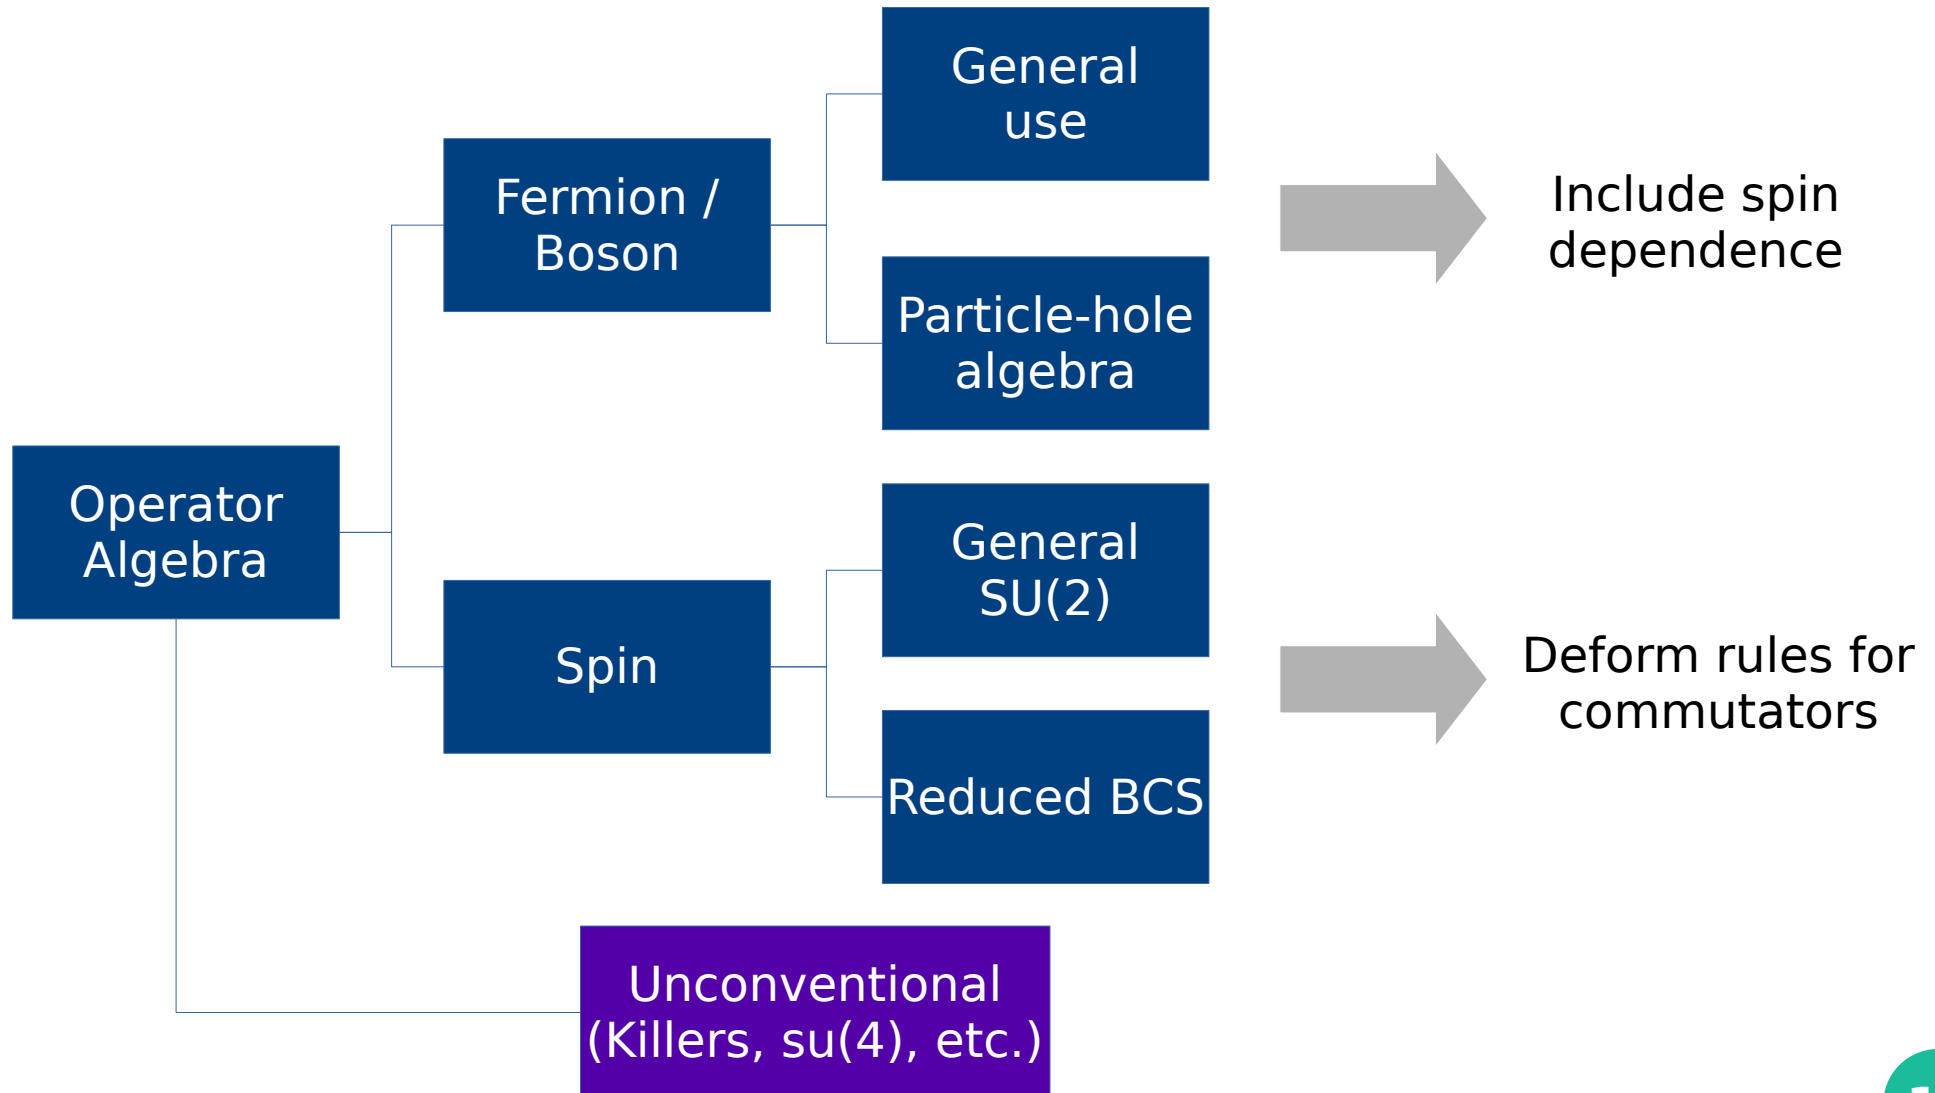 General
use
Fermion /
Boson
Include spin
dependence
Particle-hole
algebra
Operator
Algebra
General
SU(2)
Spin
Deform rules for
commutators
Reduced BCS
Unconventional
(Killers, su(4), etc.)